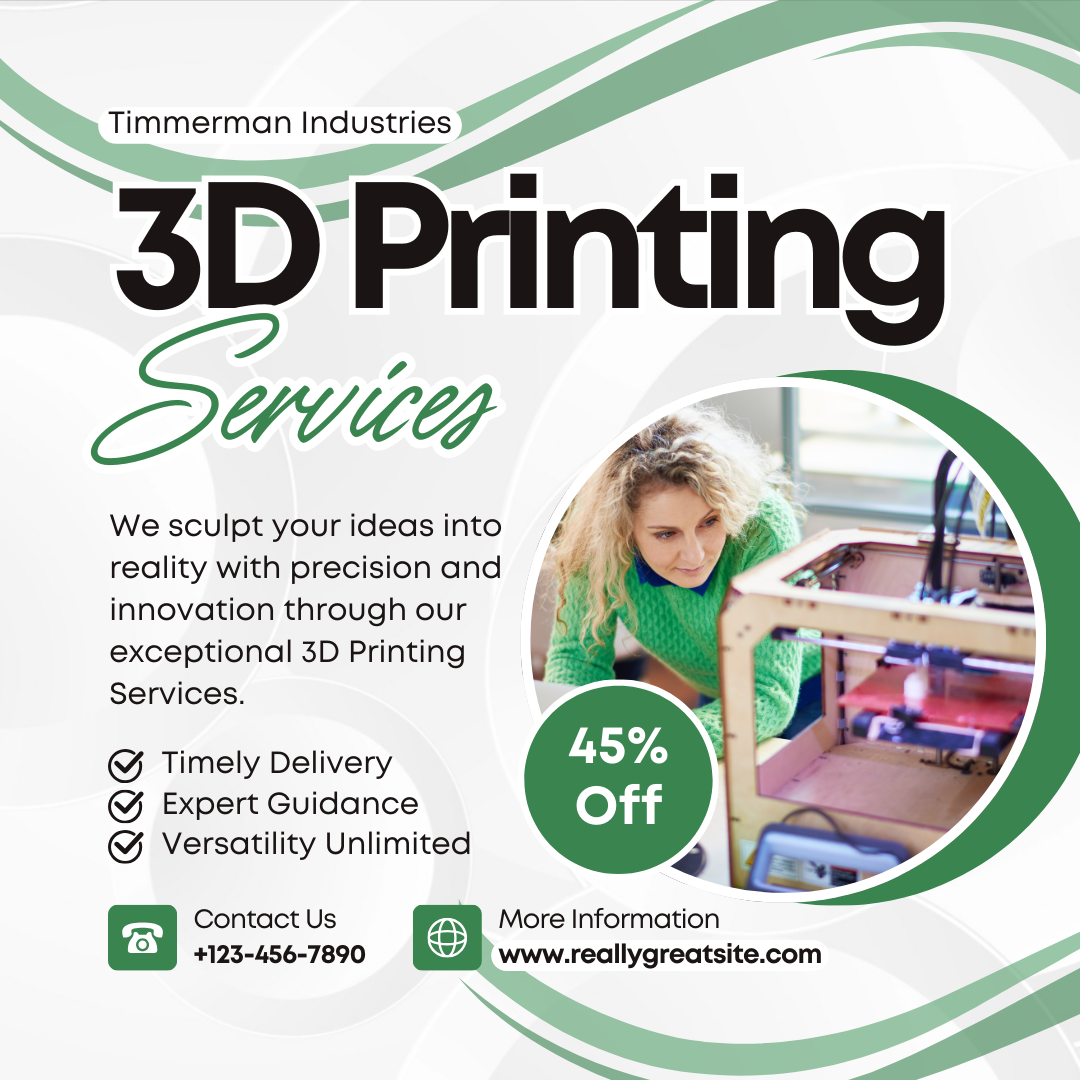 Timmerman Industries
3D Printing
Services
We sculpt your ideas into
reality with precision and
innovation through our
exceptional 3D Printing
Services.
Timely Delivery
Expert Guidance
Versatility Unlimited
45%
Off
Contact Us
+123-456-7890
More Information
www.reallygreatsite.com